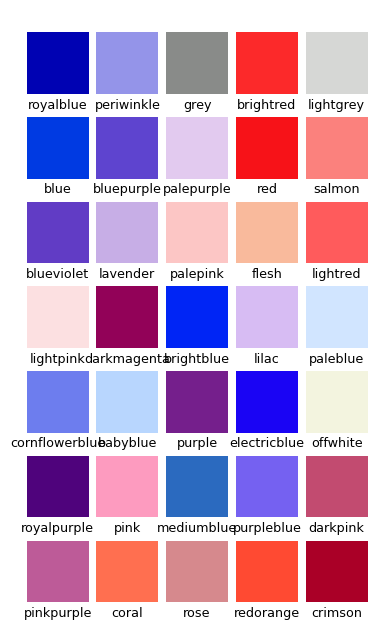 royalblue periwinkle grey brightred lightgrey
blue bluepurple palepurple red salmon
blueviolet lavender palepink flesh lightred
lightpink darkmagenta brightblue lilac paleblue
cornflowerblue babyblue purple electricblue offwhite
royalpurple pink mediumblue purpleblue darkpink
pinkpurple coral rose redorange crimson